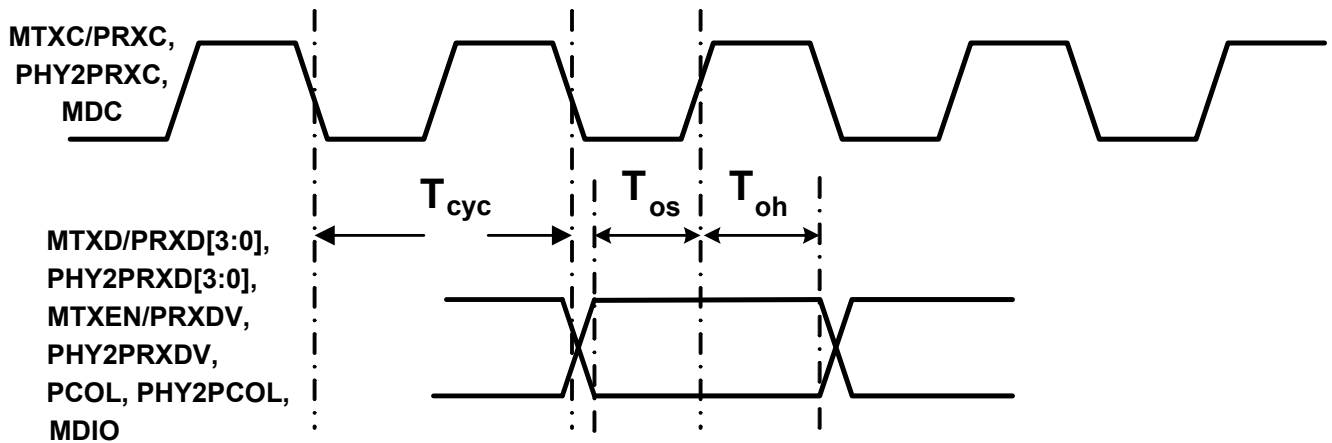 MTXC/PRXC,
PHY2PRXC,
MDC
Tcyc
Tos
Toh
MTXD/PRXD[3:0],
PHY2PRXD[3:0],
MTXEN/PRXDV,
PHY2PRXDV,
PCOL, PHY2PCOL,
MDIO